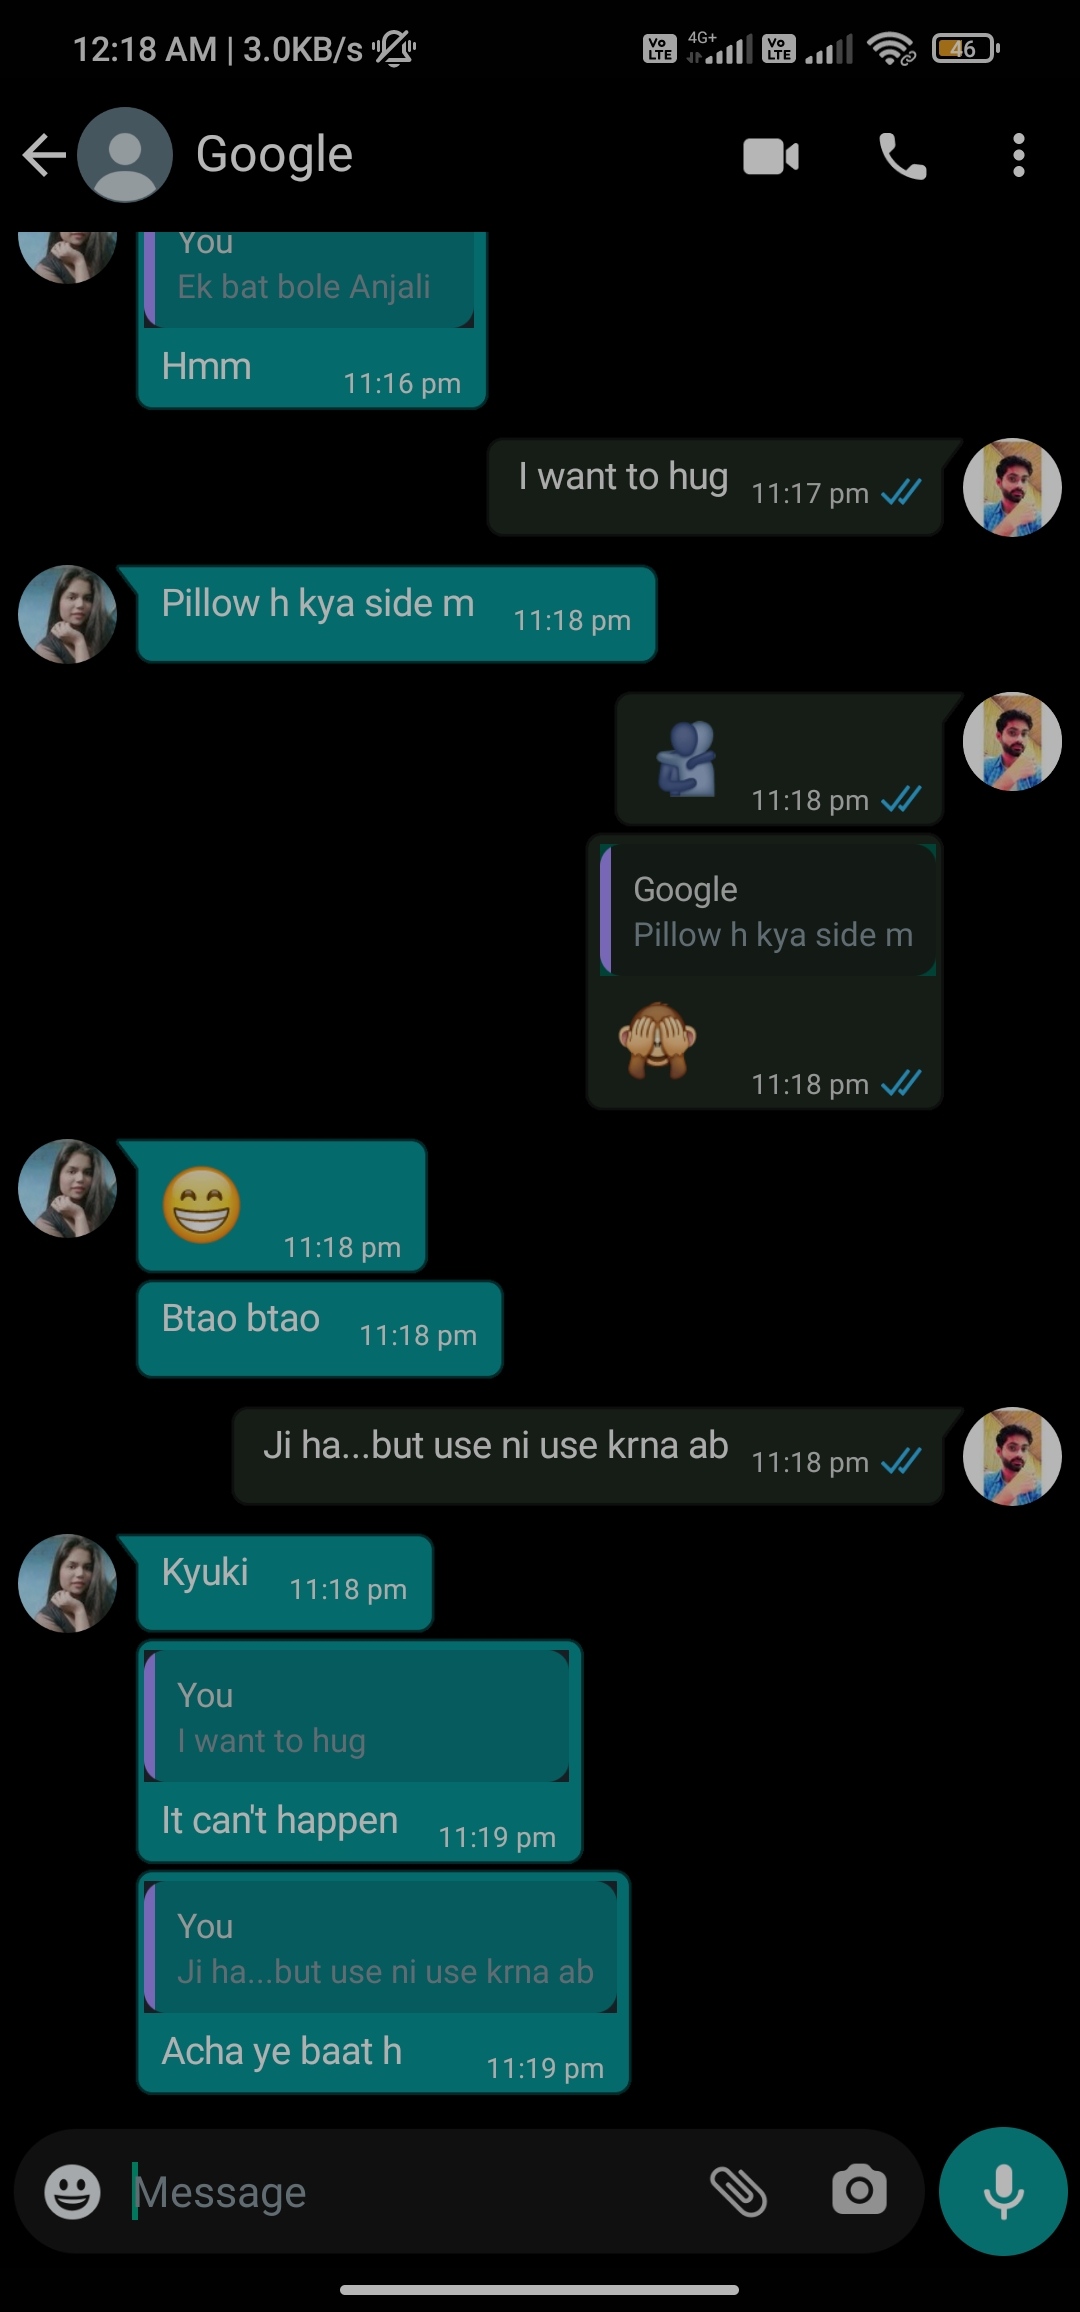 12:18 AM | 3.0KB/s
Vo LTE 4G+ Vo LTE 46
Google
You
Ek bat bole Anjali
Hmm 11:16 pm
I want to hug 11:17 pm
Pillow h kya side m 11:18 pm
11:18 pm
Google
Pillow h kya side m
11:18 pm
11:18 pm
Btao btao 11:18 pm
Ji ha...but use ni use krna ab 11:18 pm
Kyuki 11:18 pm
You
I want to hug
It can't happen 11:19 pm
You
Ji ha...but use ni use krna ab
Acha ye baat h 11:19 pm
Message